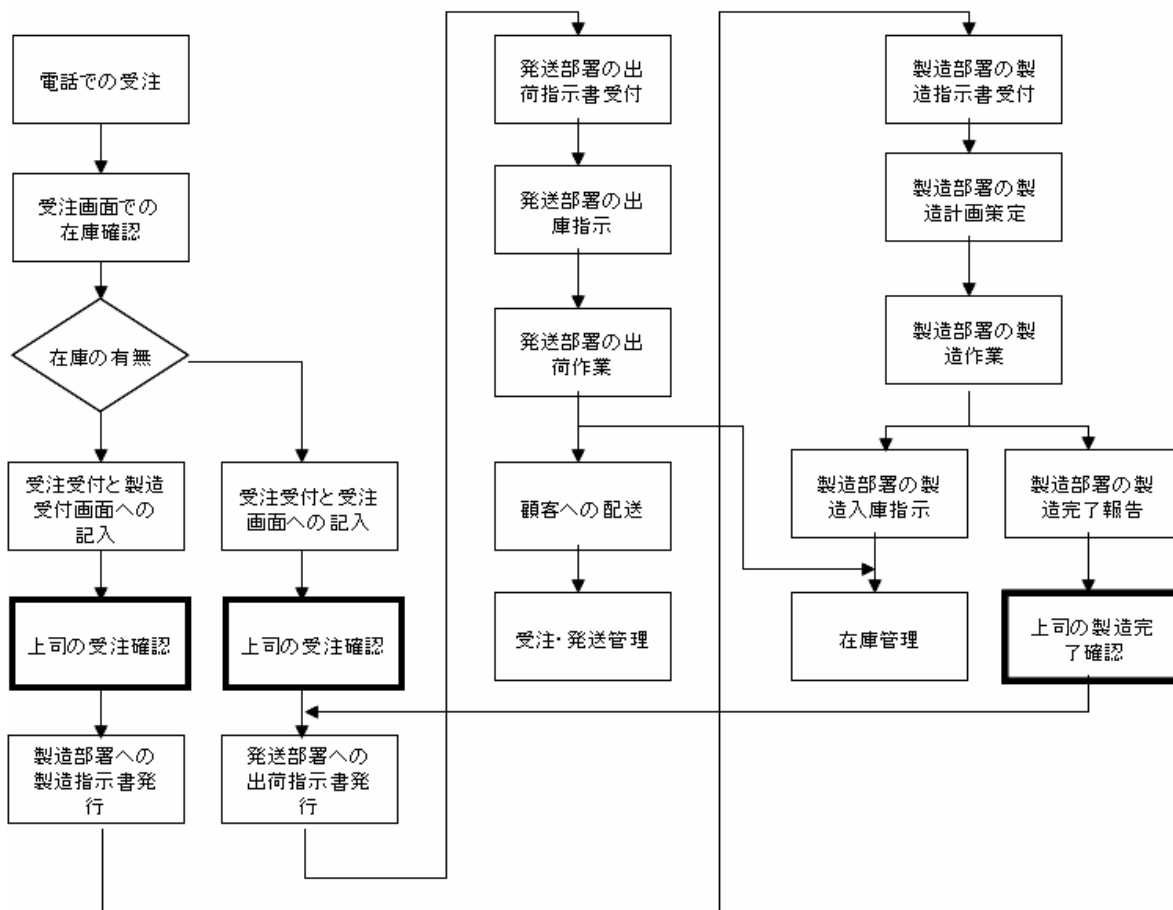 電話での受注
受注画面での
在庫確認
在庫の有無
受注受付と製造
受付画面への
記入
受注受付と受注
画面への記入
上司の受注確認
上司の受注確認
製造部署への
製造指示書発
行
発送部署への
出荷指示書発
行
発送部署の出
荷指示書受付
発送部署の出
庫指示
発送部署の出
荷作業
顧客への配送
受注・発送管理
製造部署の製
造指示書受付
製造部署の製
造計画策定
製造部署の製
造作業
製造部署の製
造入庫指示
製造部署の製
造完了報告
在庫管理
上司の製造完
了確認